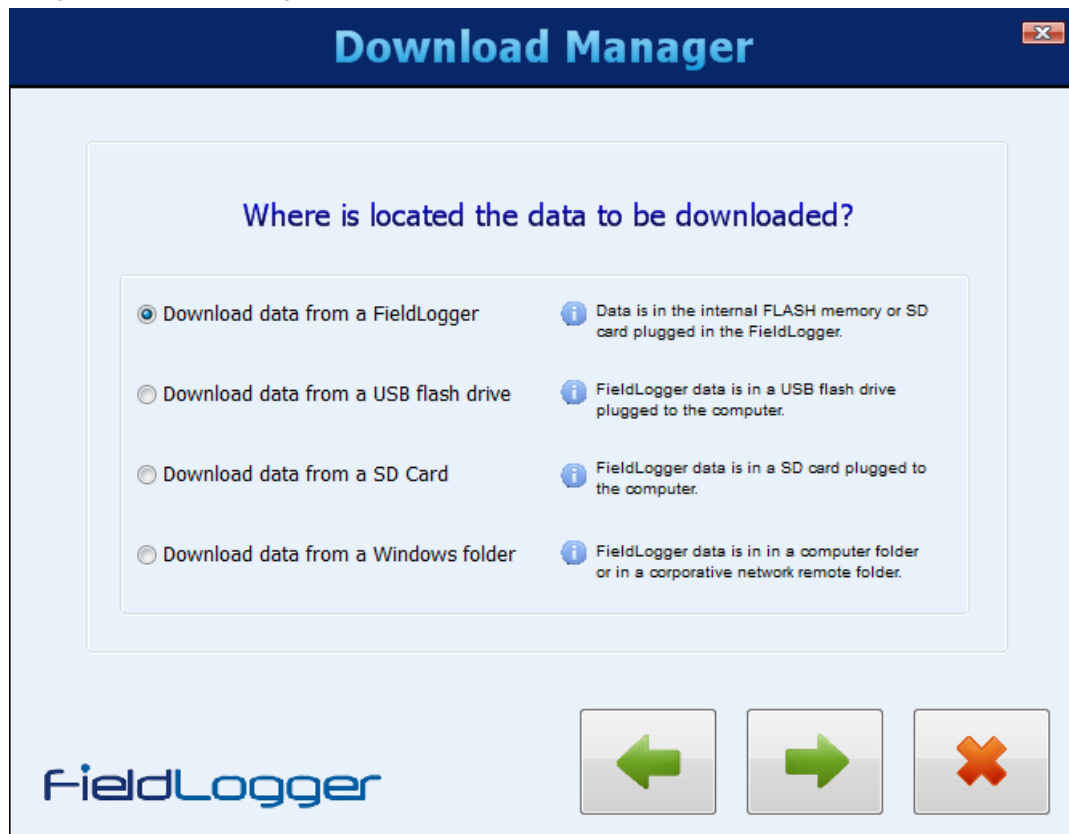 Download Manager
Where is located the data to be downloaded?
Download data from a FieldLogger
Data is in the internal FLASH memory or SD
card plugged in the FieldLogger.
Download data from a USB flash drive
FieldLogger data is in a USB flash drive
plugged to the computer.
Download data from a SD Card
FieldLogger data is in a SD card plugged to
the computer.
Download data from a Windows folder
FieldLogger data is in in a computer folder
or in a corporative network remote folder.
FieldLogger